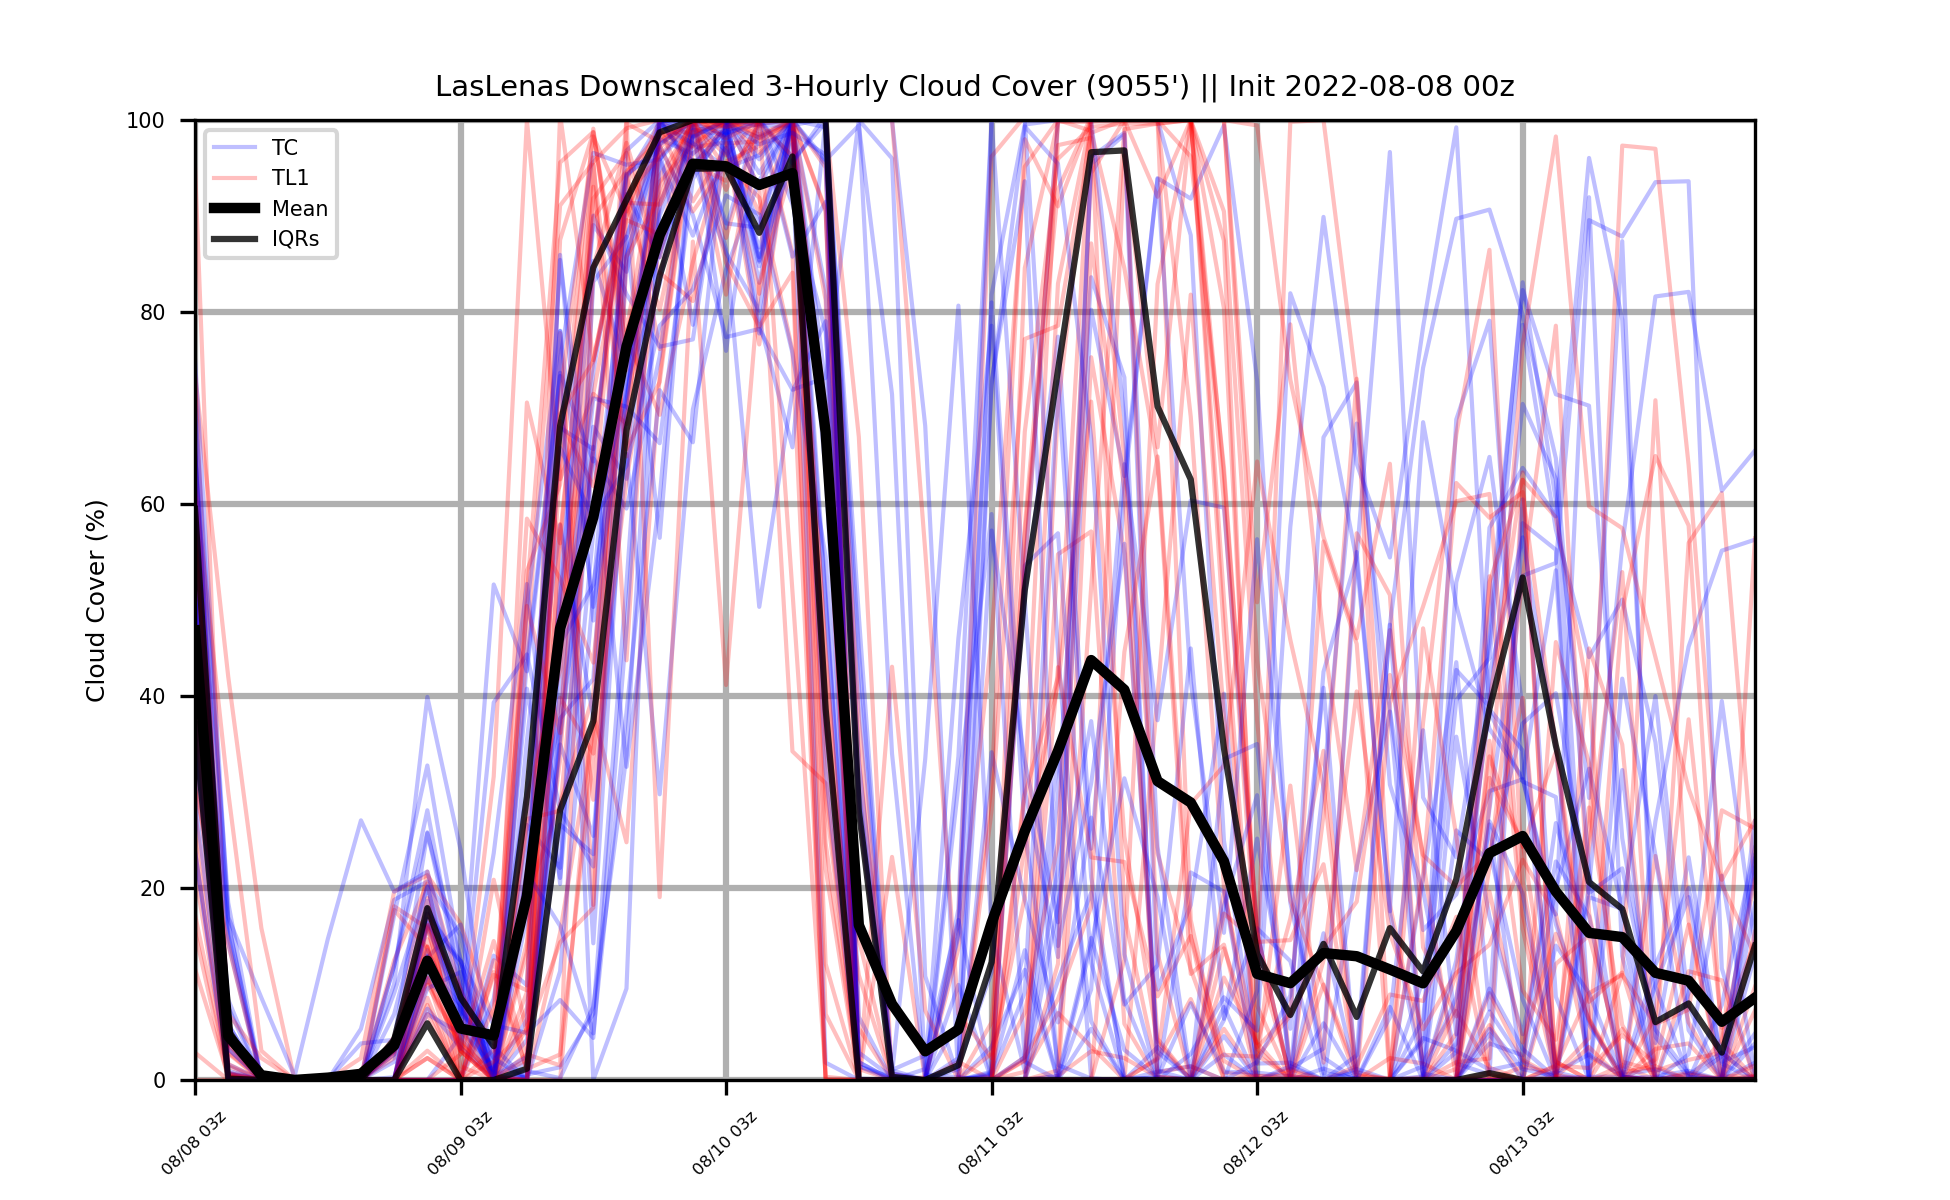 LasLenas Downscaled 3-Hourly Cloud Cover (9055') || Init 2022-08-08 00z
TC
TL1
Mean
IQRs
Cloud Cover (%)
100
80
60
40
20
0
08/08 03z
08/09 03z
08/10 03z
08/11 03z
08/12 03z
08/13 03z